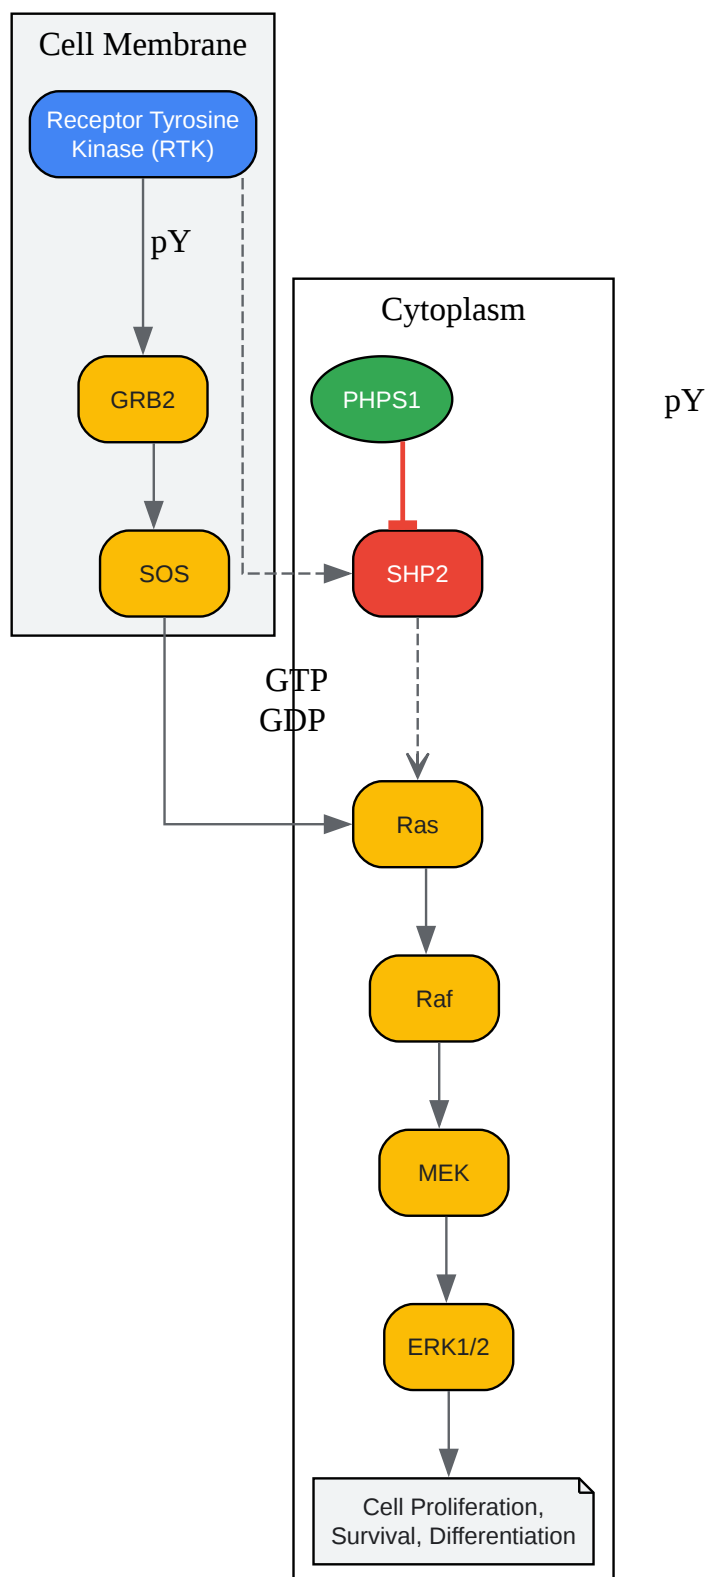 Cell Membrane
Receptor Tyrosine
Kinase (RTK)
pY
Cytoplasm
GRB2
PHPS1
pY
SOS
SHP2
GTP
GDP
Ras
Raf
MEK
ERK1/2
Cell Proliferation,
Survival, Differentiation